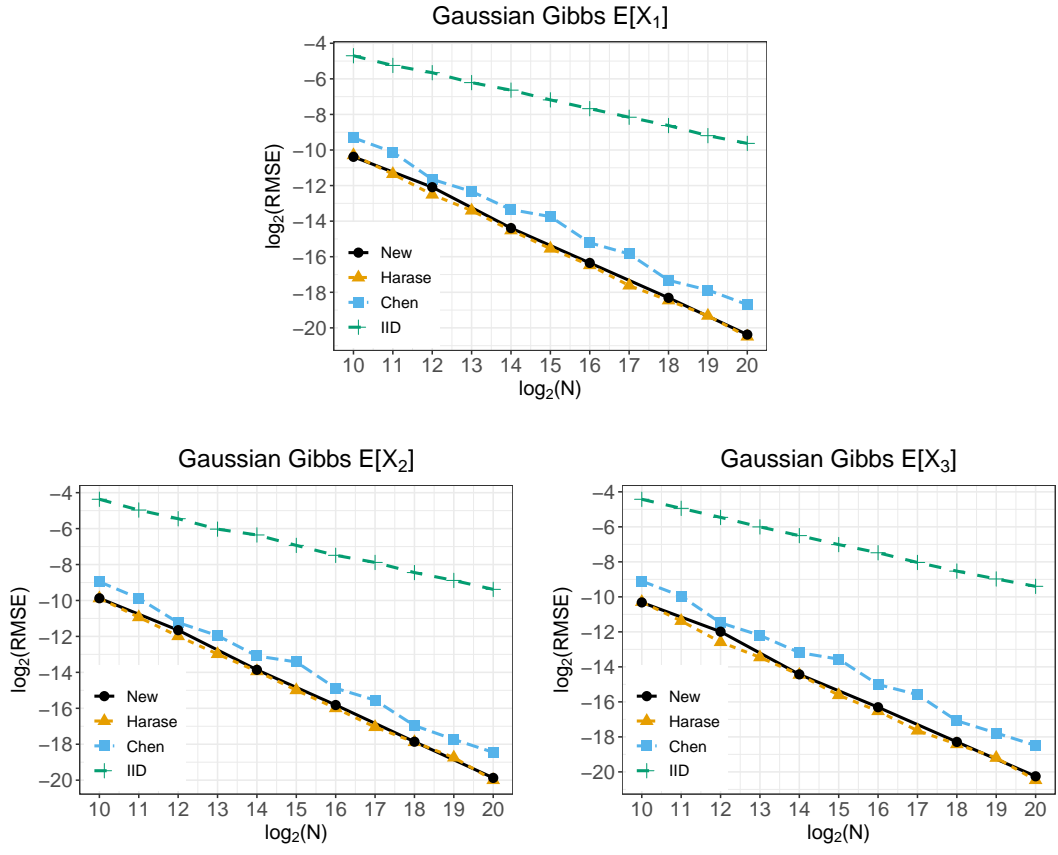 Gaussian Gibbs E[X₁]
log₂(RMSE)
−4
−6
−8
−10
−12
−14
−16
−18
−20
New
Harase
Chen
IID
10 11 12 13 14 15 16 17 18 19 20
log₂(N)
Gaussian Gibbs E[X₂]
log₂(RMSE)
−4
−6
−8
−10
−12
−14
−16
−18
−20
New
Harase
Chen
IID
10 11 12 13 14 15 16 17 18 19 20
log₂(N)
Gaussian Gibbs E[X₃]
log₂(RMSE)
−4
−6
−8
−10
−12
−14
−16
−18
−20
New
Harase
Chen
IID
10 11 12 13 14 15 16 17 18 19 20
log₂(N)